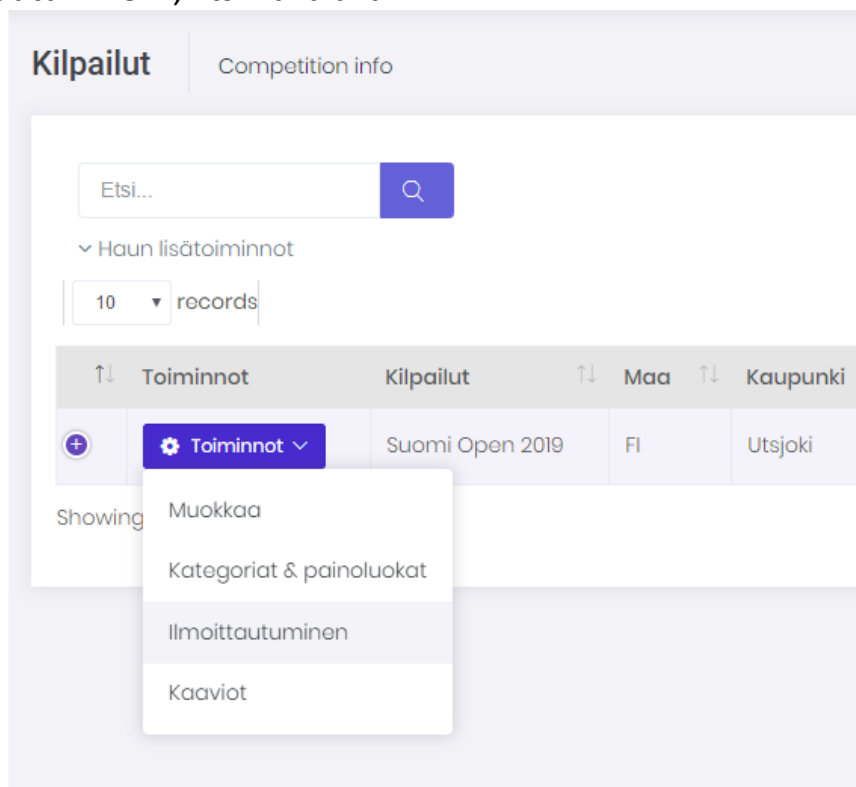 Kilpailut Competition info
Etsi...
Haun lisätoiminnot
10 records
Toiminnot Kilpailut Maa Kaupunki
Toiminnot Suomi Open 2019 FI Utsjoki
Showing
Muokkaa
Kategoriat & painoluokat
Ilmoittautuminen
Kaaviot